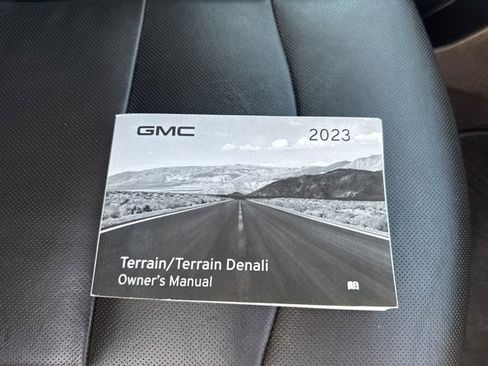 GMC
2023
Terrain/Terrain Denali
Owner's Manual